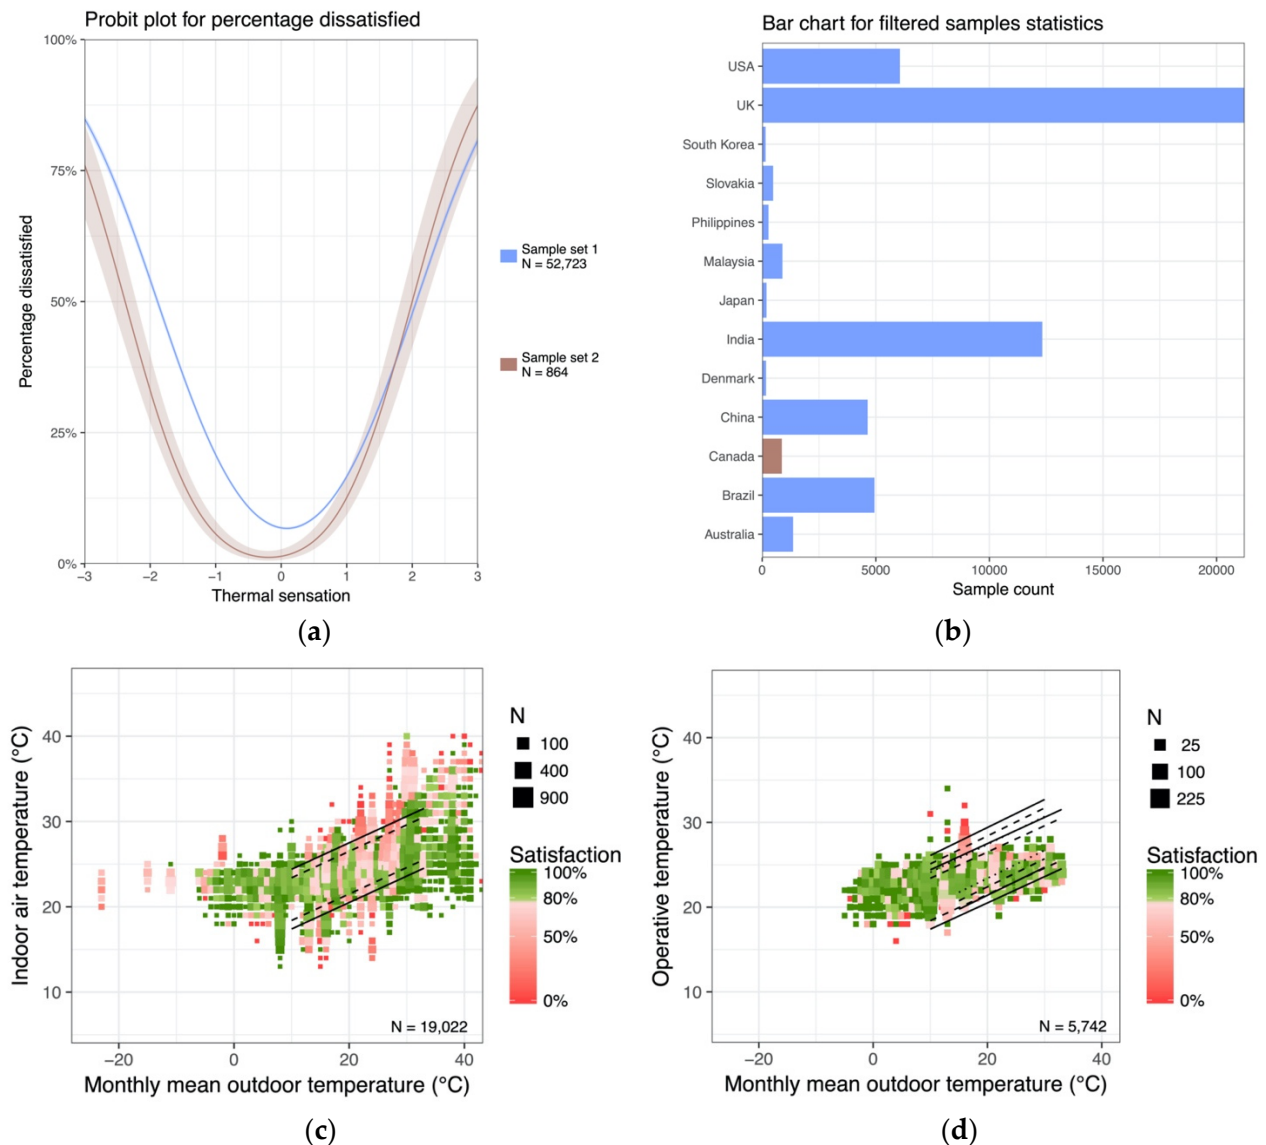 Probit plot for percentage dissatisfied
100%
75%
50%
25%
0%
Percentage dissatisfied
−3
−2
−1
0
1
2
3
Thermal sensation
Sample set 1
N = 52,723
Sample set 2
N = 864
(a)
Bar chart for filtered samples statistics
USA
UK
South Korea
Slovakia
Philippines
Malaysia
Japan
India
Denmark
China
Canada
Brazil
Australia
0
5000
10000
15000
20000
Sample count
(b)
Indoor air temperature (°C)
40
30
20
10
−20
0
20
40
Monthly mean outdoor temperature (°C)
N = 19,022
N
100
400
900
Satisfaction
100%
80%
50%
0%
(c)
Operative temperature (°C)
40
30
20
10
−20
0
20
40
Monthly mean outdoor temperature (°C)
N = 5,742
N
25
100
225
Satisfaction
100%
80%
50%
0%
(d)